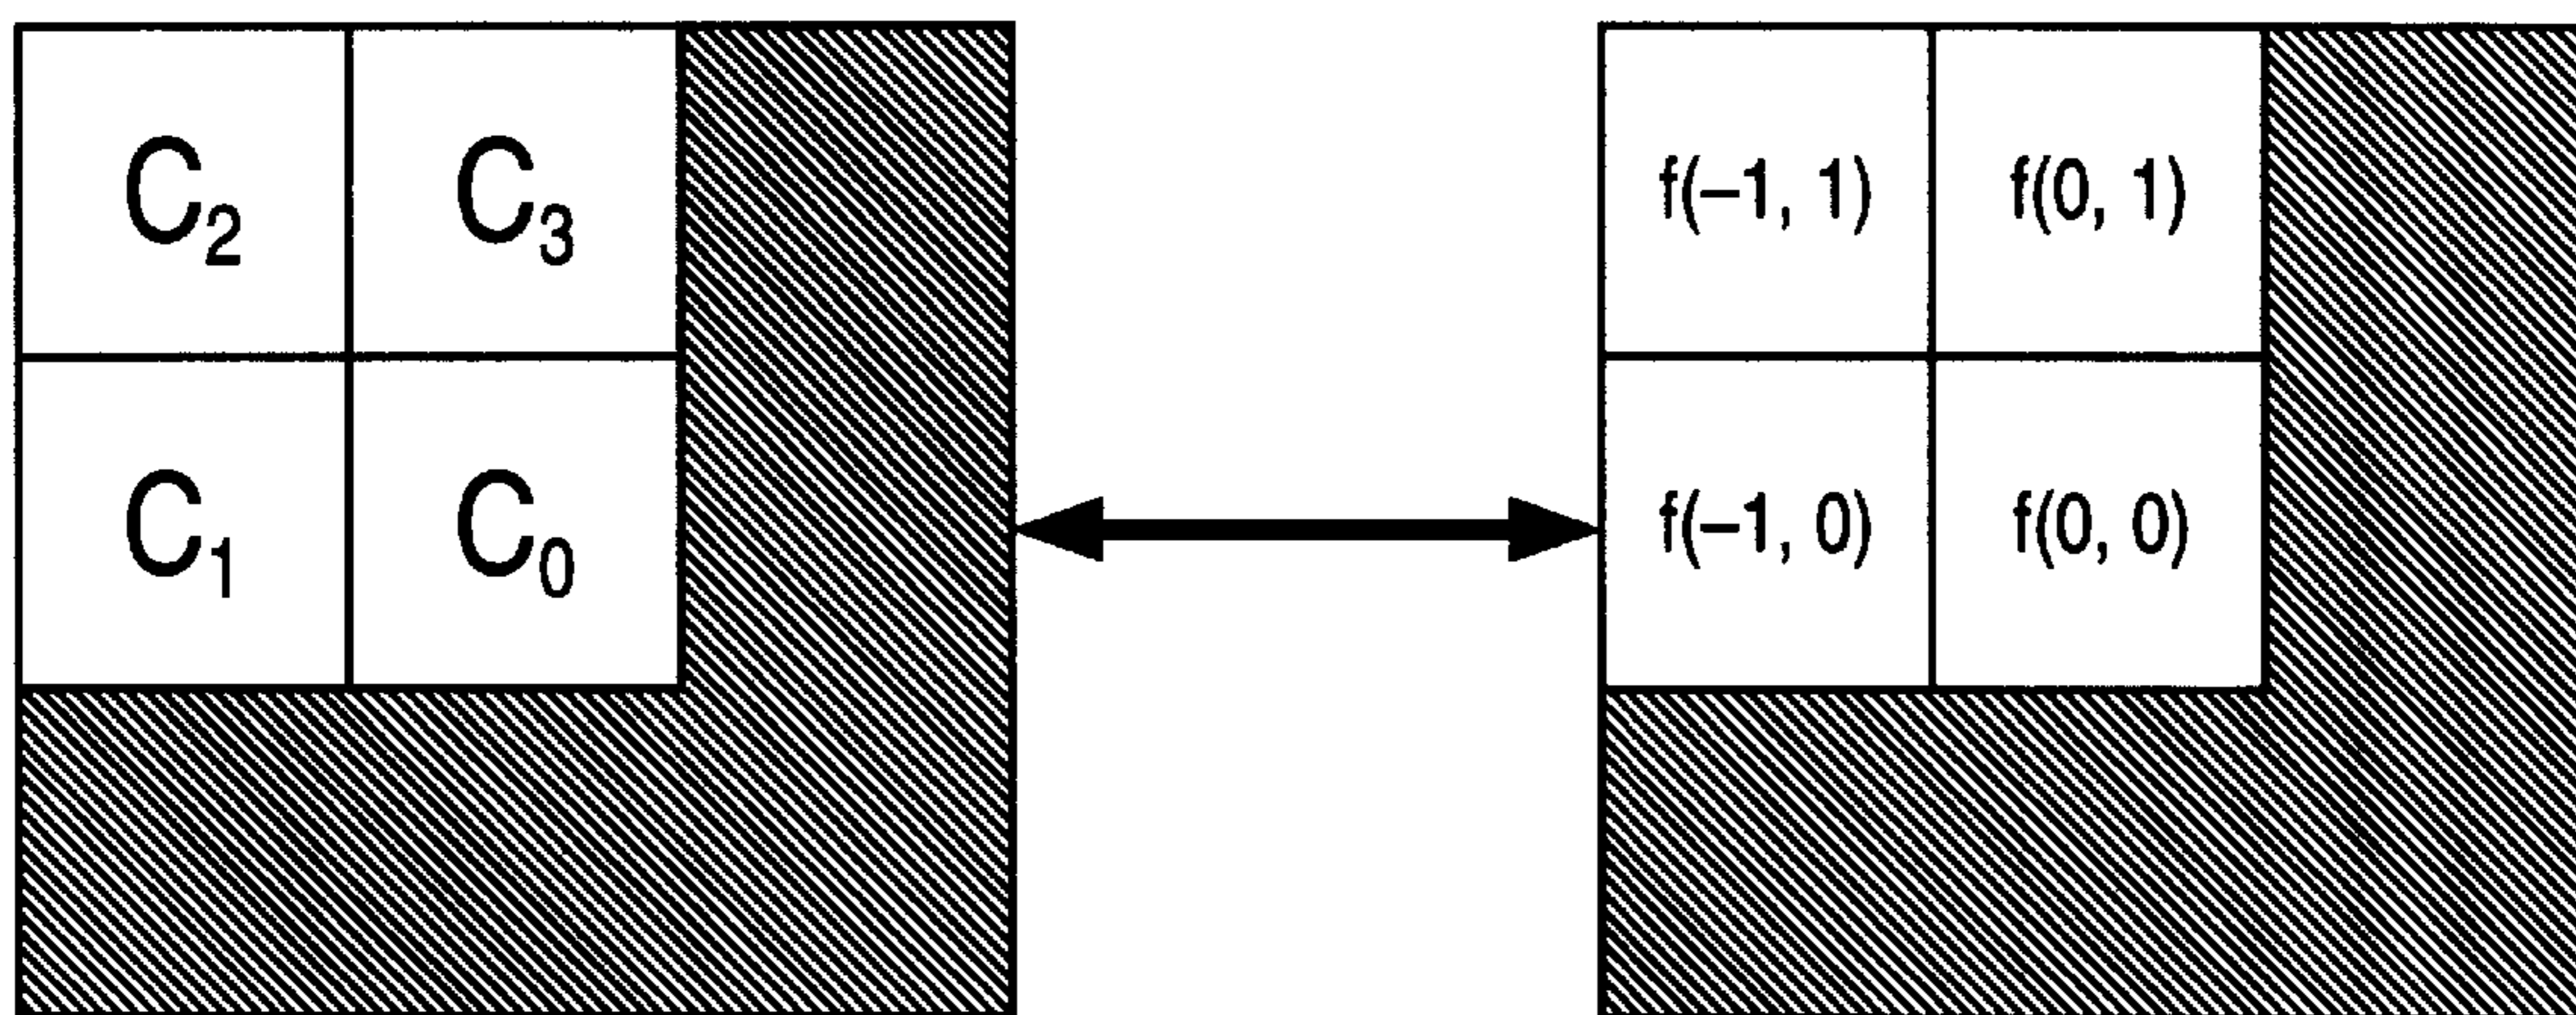 C₂ C₃ f(–1, 1) f(0, 1)
C₁ C₀ f(–1, 0) f(0, 0)